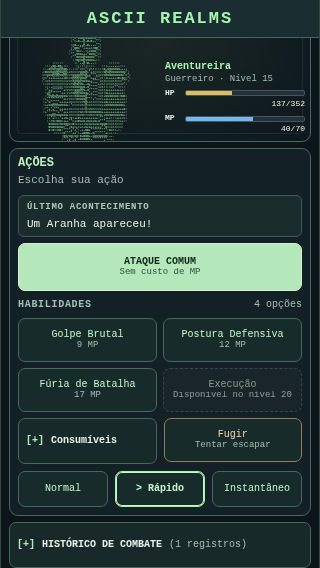 ASCII REALMS
Aventureira
Guerreiro · Nível 15
HP
137/352
MP
40/70
AÇÕES
Escolha sua ação
ÚLTIMO ACONTECIMENTO
Um Aranha apareceu!
ATAQUE COMUM
Sem custo de MP
HABILIDADES
4 opções
Golpe Brutal
9 MP
Postura Defensiva
12 MP
Fúria de Batalha
17 MP
Execução
Disponível no nível 20
[+] Consumíveis
Fugir
Tentar escapar
Normal
> Rápido
Instantâneo
[+] HISTÓRICO DE COMBATE (1 registros)